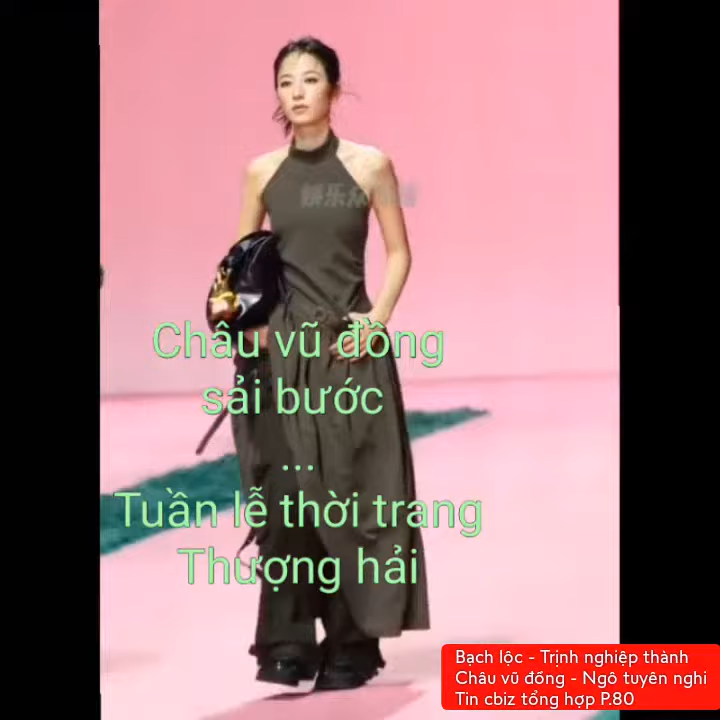 Châu vũ đồng
sải bước
...
Tuần lễ thời trang
Thượng hải
Bạch lộc - Trịnh nghiệp thành
Châu vũ đồng - Ngô tuyên nghi
Tin cbiz tổng hợp P.80